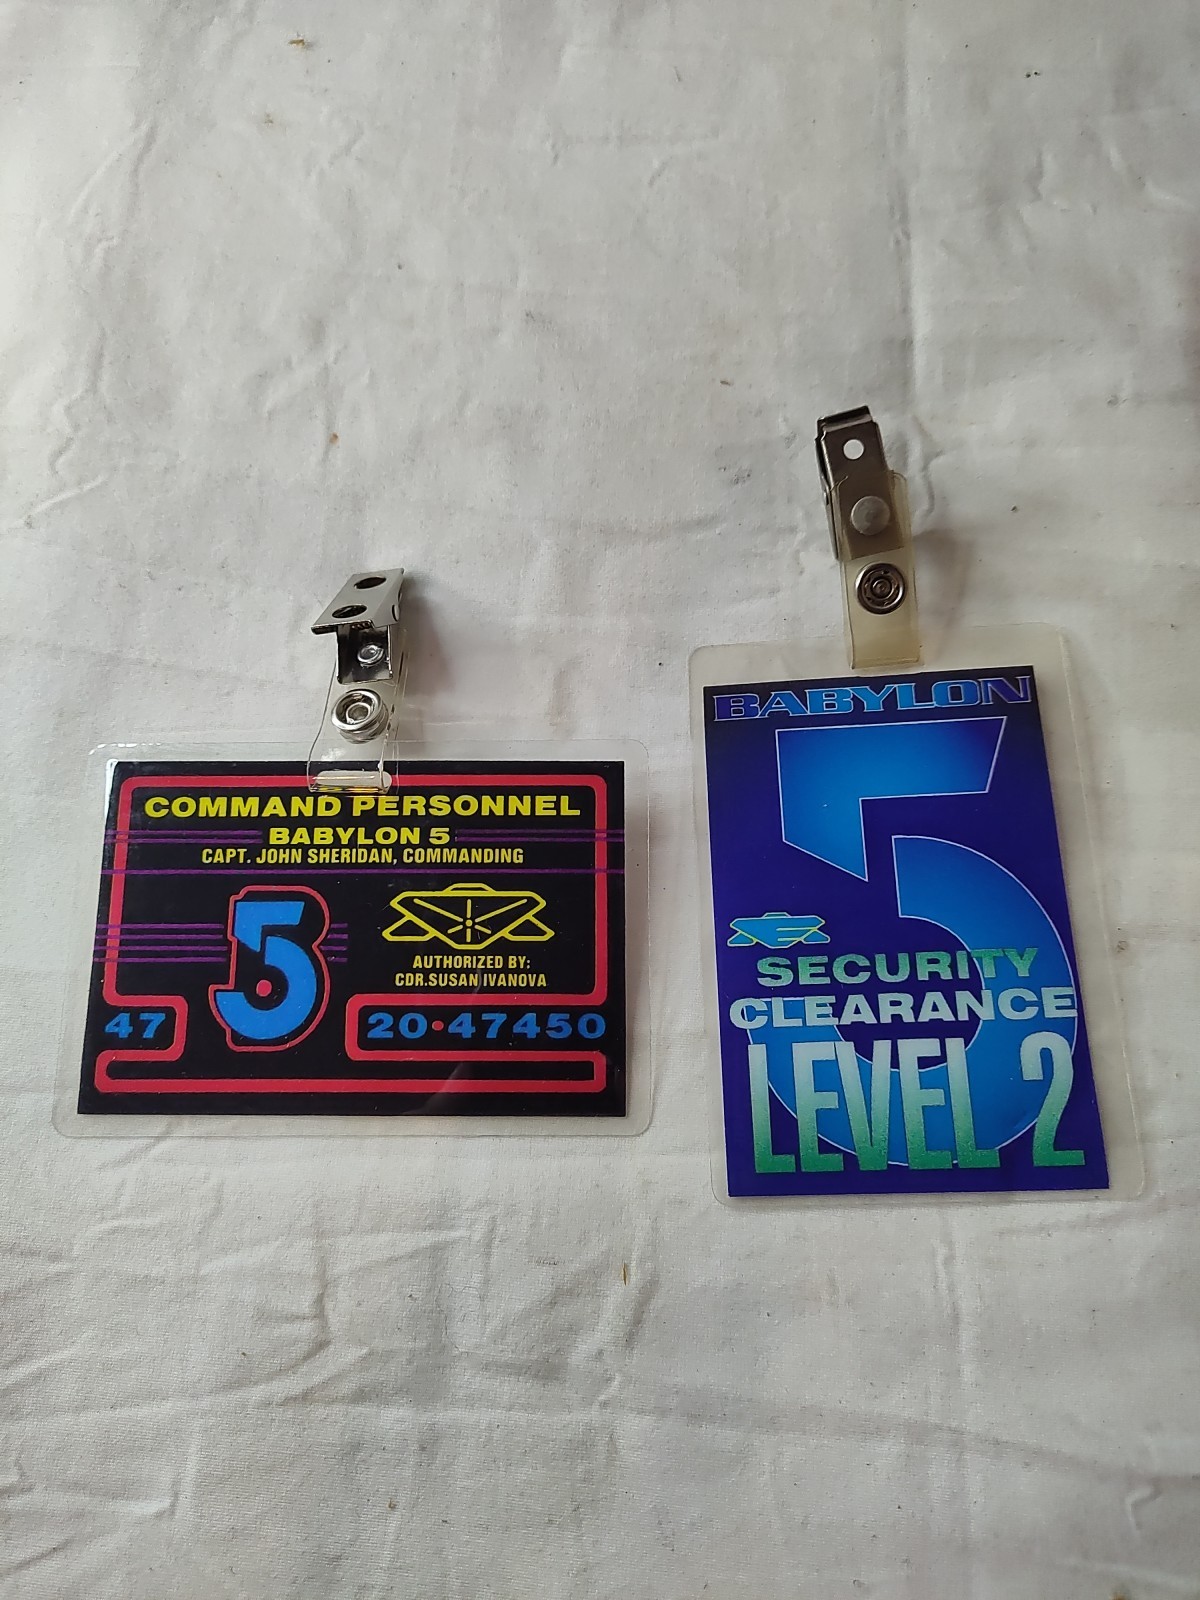 COMMAND PERSONNEL
BABYLON 5
CAPT. JOHN SHERIDAN, COMMANDING
5
AUTHORIZED BY:
CDR.SUSAN IVANOVA
47
20•47450
BABYLON
5
SECURITY
CLEARANCE
LEVEL 2